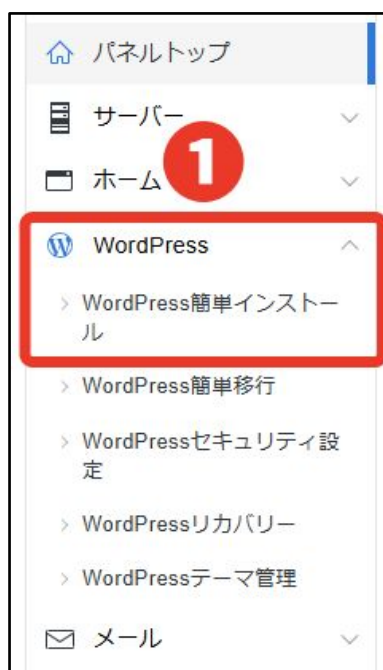 パネルトップ
サーバー
ホーム
1
WordPress
WordPress簡単インストー
ル
WordPress簡単移行
WordPressセキュリティ設
定
WordPressリカバリー
WordPressテーマ管理
メール